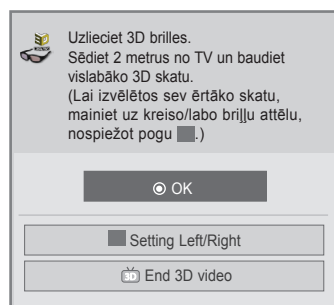 Uzlieciet 3D brilles.
Sēdiet 2 metrus no TV un baudiet
vislabāko 3D skatu.
(Lai izvēlētos sev ērtāko skatu,
mainiet uz kreiso/labo briļļu attēlu,
nospiežot pogu .)
OK
Setting Left/Right
3D End 3D video